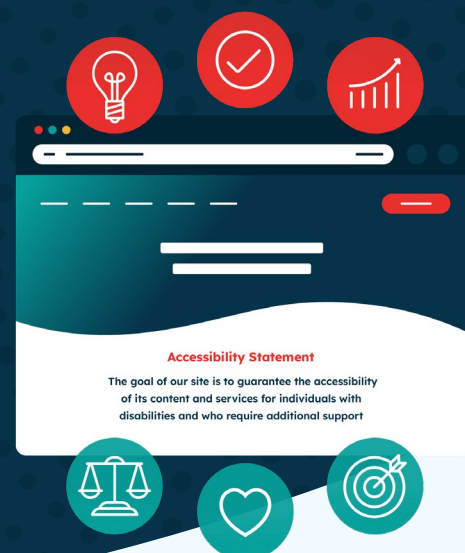 Accessibility Statement
The goal of our site is to guarantee the accessibility
of its content and services for individuals with
disabilities and who require additional support